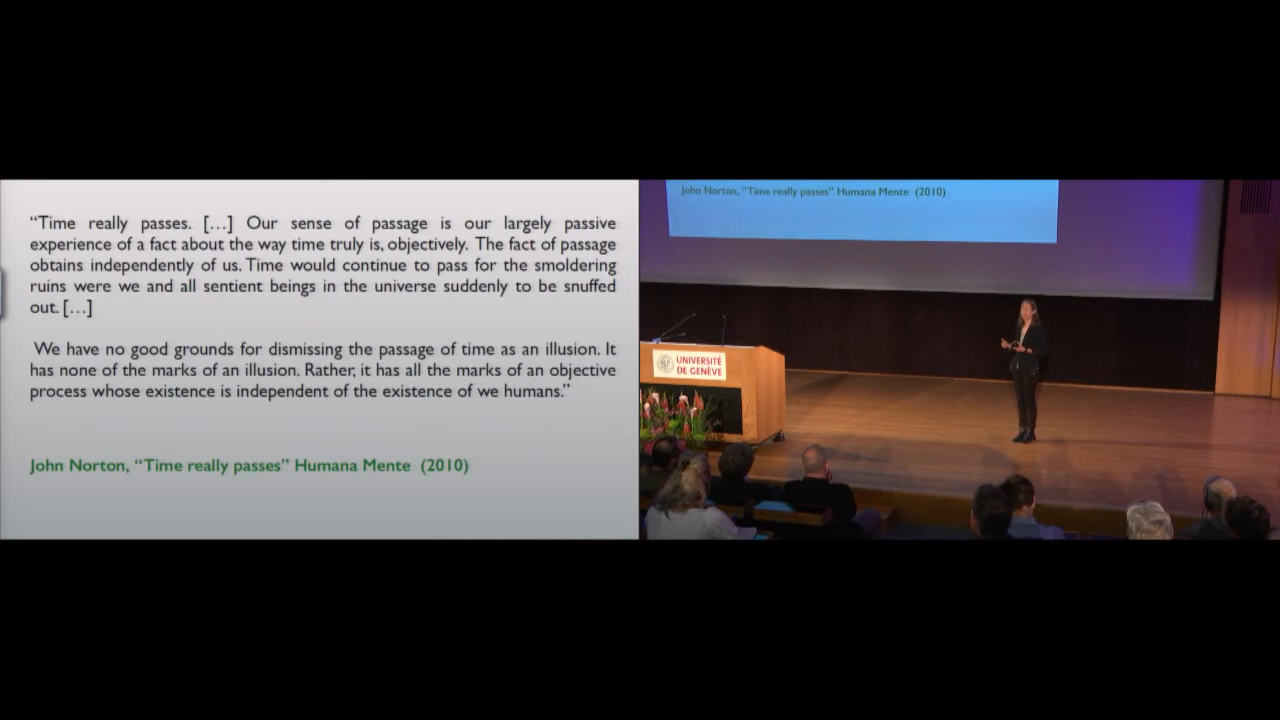 “Time really passes. […] Our sense of passage is our largely passive
experience of a fact about the way time truly is, objectively. The fact of passage
obtains independently of us. Time would continue to pass for the smoldering
ruins were we and all sentient beings in the universe suddenly to be snuffed
out. […]
We have no good grounds for dismissing the passage of time as an illusion. It
has none of the marks of an illusion. Rather, it has all the marks of an objective
process whose existence is independent of the existence of we humans.”
John Norton, “Time really passes” Humana Mente (2010)
John Norton, “Time really passes” Humana Mente (2010)
UNIVERSITÉ
DE GENÈVE